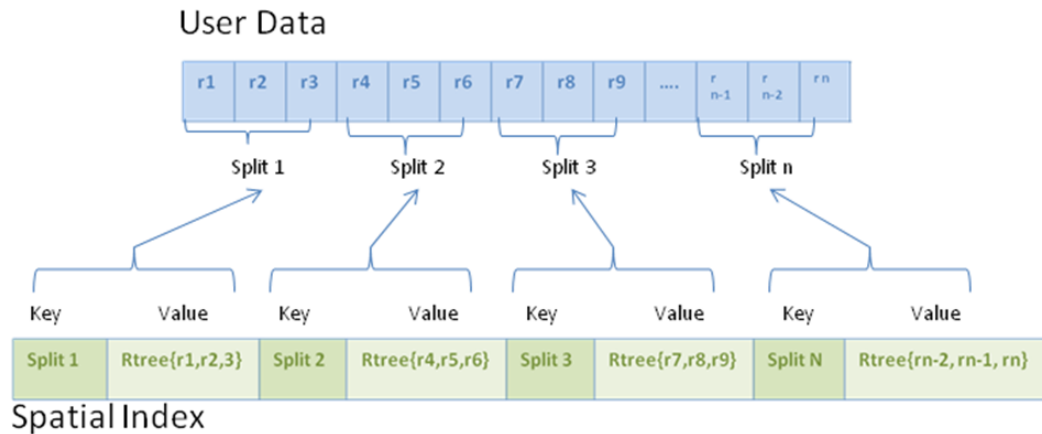 User Data
r1 r2 r3 r4 r5 r6 r7 r8 r9 .... r n-1 r n-2 r n
Split 1 Split 2 Split 3 Split n
Key Value Key Value Key Value Key Value
Split 1 Rtree{r1,r2,3} Split 2 Rtree{r4,r5,r6} Split 3 Rtree{r7,r8,r9} Split N Rtree{rn-2, rn-1, rn}
Spatial Index